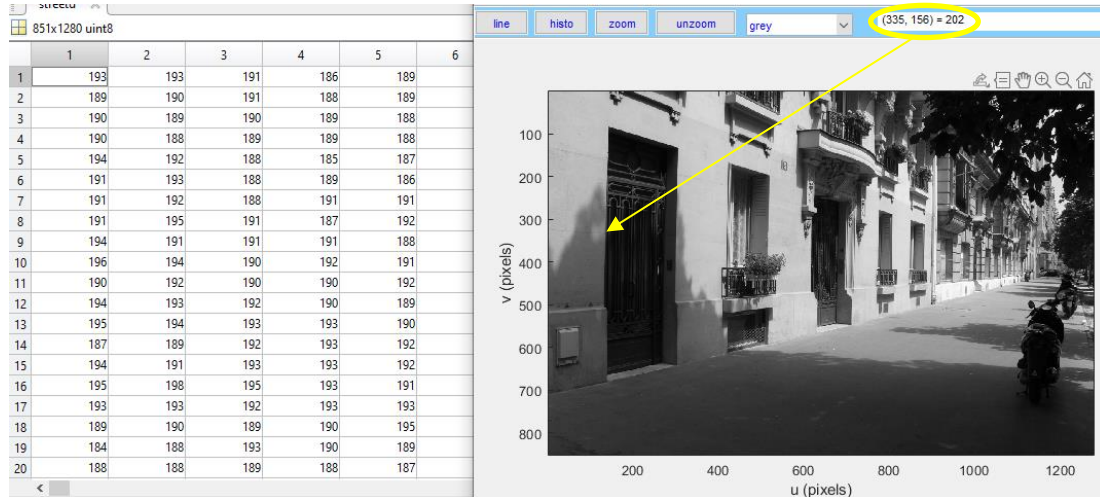 streetd
851x1280 uint8
1 2 3 4 5 6
1 193 193 191 186 189
2 189 190 191 188 189
3 190 189 190 189 188
4 190 188 189 189 188
5 194 192 188 185 187
6 191 193 188 189 186
7 191 192 188 191 191
8 191 195 191 187 192
9 194 191 191 191 188
10 196 194 190 192 191
11 190 192 190 190 192
12 194 193 192 190 189
13 195 194 193 193 190
14 187 189 192 193 192
15 194 191 193 193 192
16 195 198 195 193 191
17 193 193 192 193 193
18 189 190 189 190 195
19 184 188 193 190 189
20 188 188 189 188 187
line histo zoom unzoom grey (335, 156) = 202
100
200
300
400
500
600
700
800
v (pixels)
200 400 600 800 1000 1200
u (pixels)